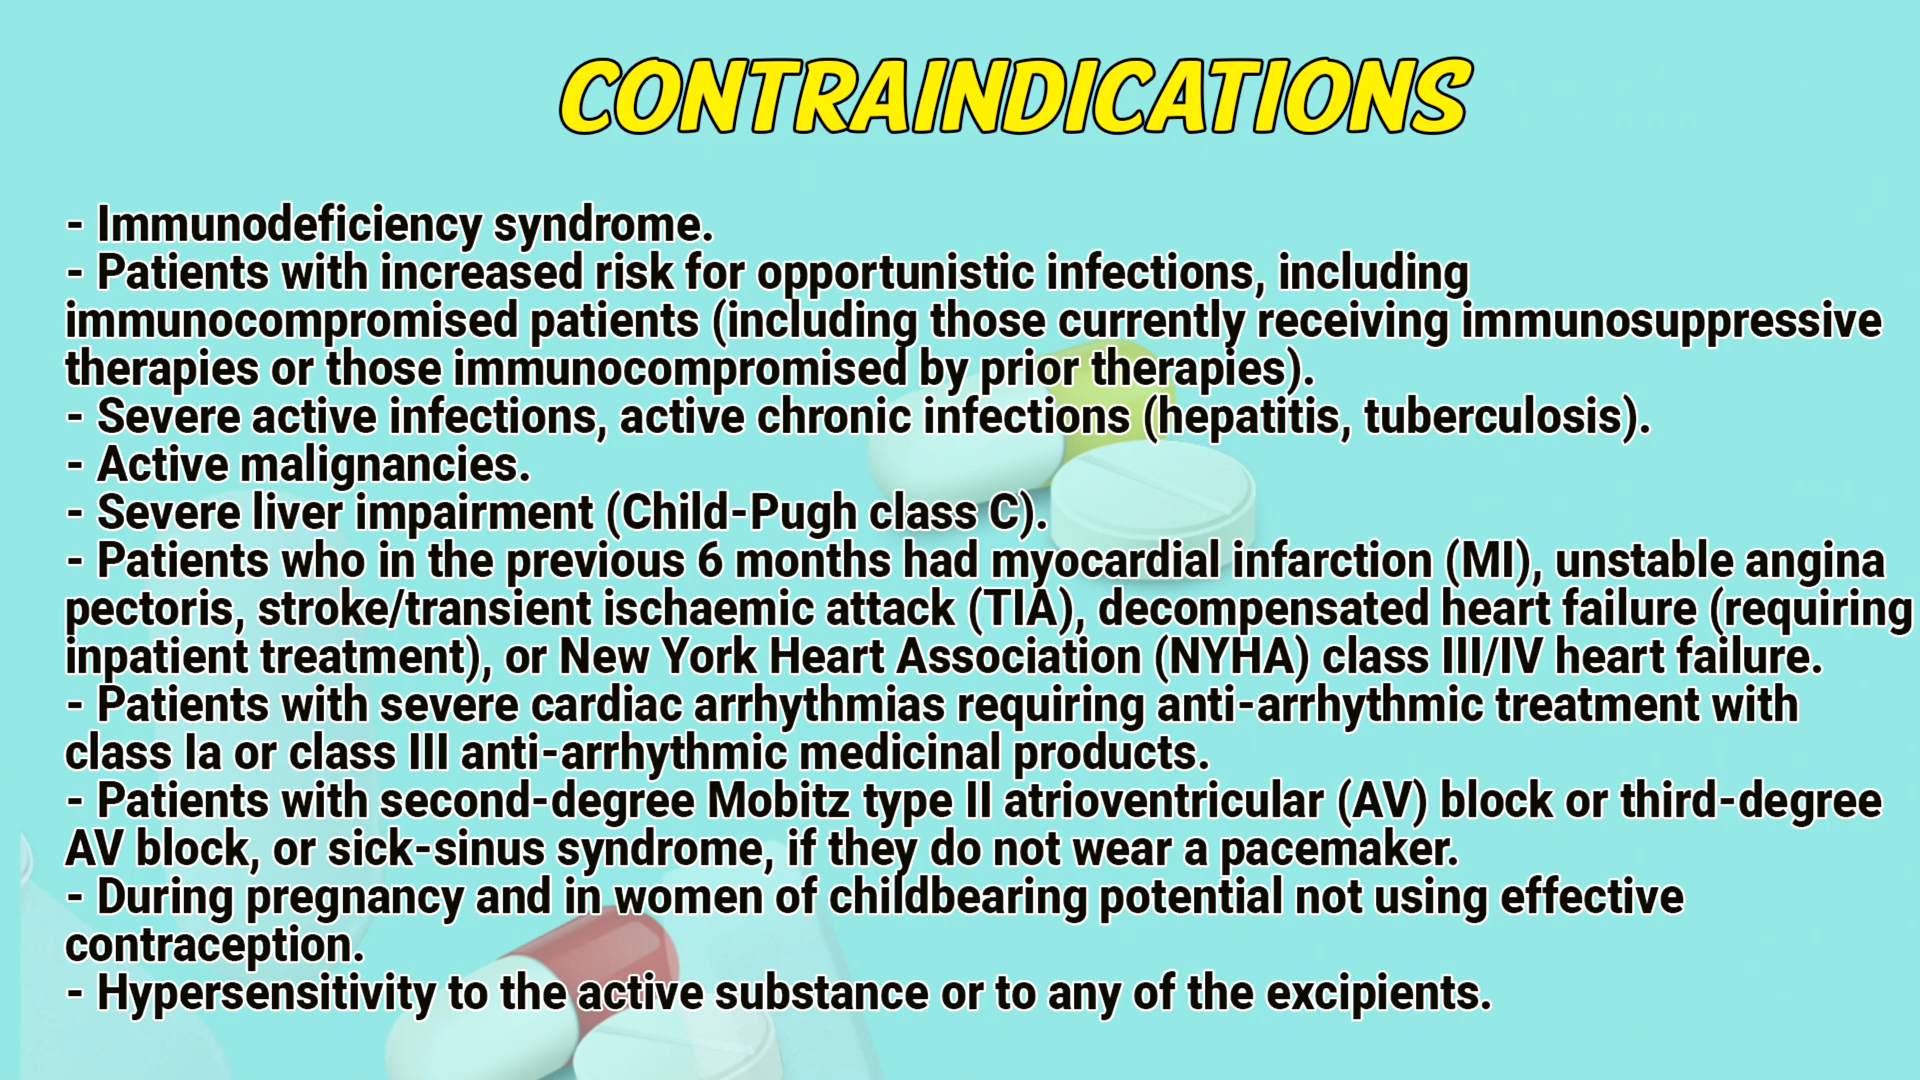 CONTRAINDICATIONS
- Immunodeficiency syndrome.
- Patients with increased risk for opportunistic infections, including
immunocompromised patients (including those currently receiving immunosuppressive
therapies or those immunocompromised by prior therapies).
- Severe active infections, active chronic infections (hepatitis, tuberculosis).
- Active malignancies.
- Severe liver impairment (Child-Pugh class C).
- Patients who in the previous 6 months had myocardial infarction (MI), unstable angina
pectoris, stroke/transient ischaemic attack (TIA), decompensated heart failure (requiring
inpatient treatment), or New York Heart Association (NYHA) class III/IV heart failure.
- Patients with severe cardiac arrhythmias requiring anti-arrhythmic treatment with
class Ia or class III anti-arrhythmic medicinal products.
- Patients with second-degree Mobitz type II atrioventricular (AV) block or third-degree
AV block, or sick-sinus syndrome, if they do not wear a pacemaker.
- During pregnancy and in women of childbearing potential not using effective
contraception.
- Hypersensitivity to the active substance or to any of the excipients.